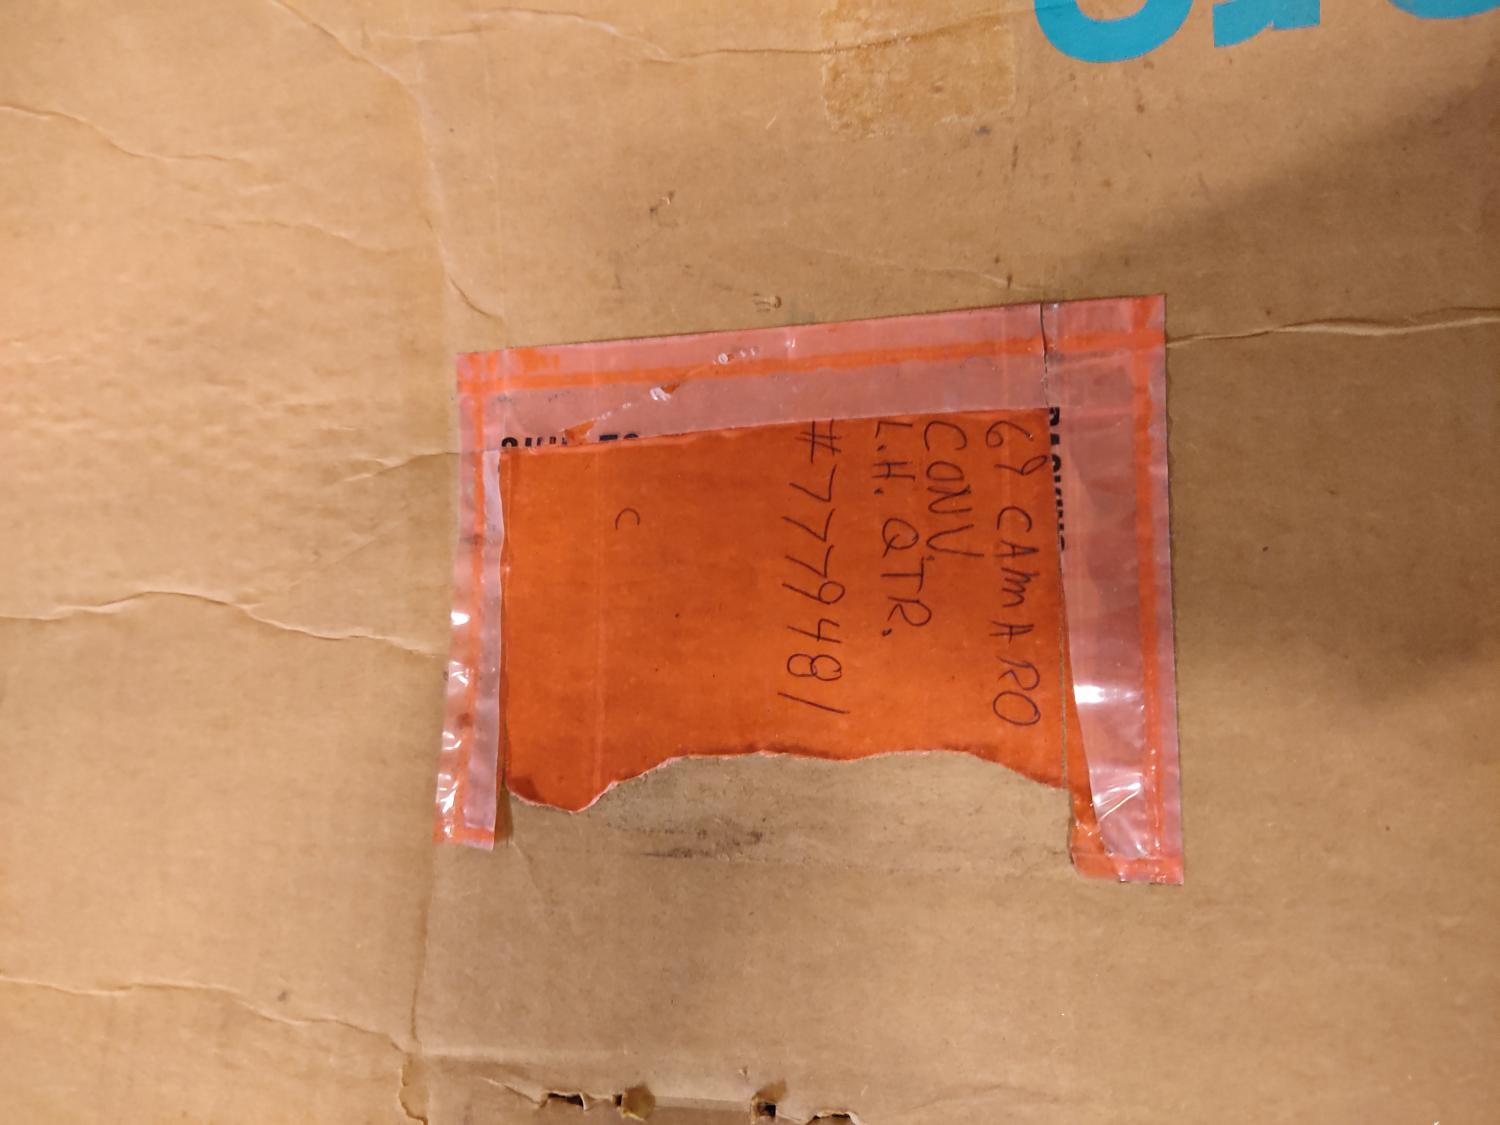 69 CAMARO
CONV
L.H. QTR.
#7779481
C